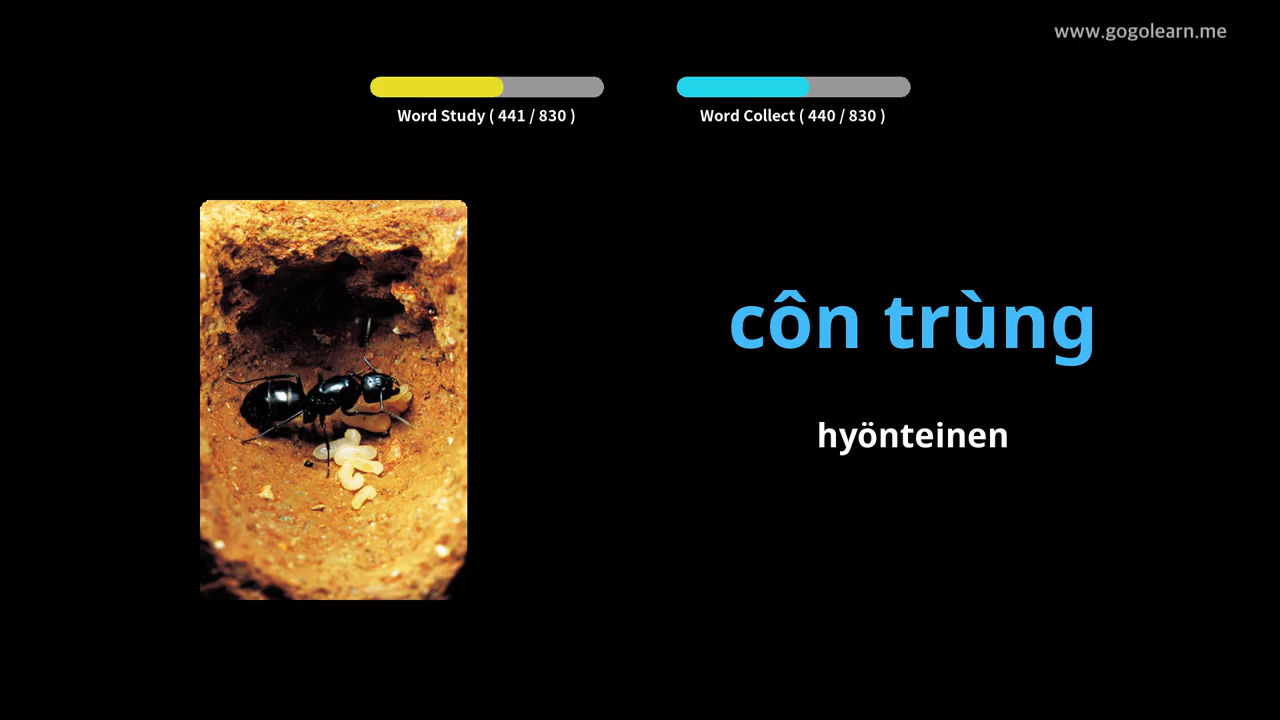 www.gogolearn.me
Word Study ( 441 / 830 )
Word Collect ( 440 / 830 )
côn trùng
hyönteinen